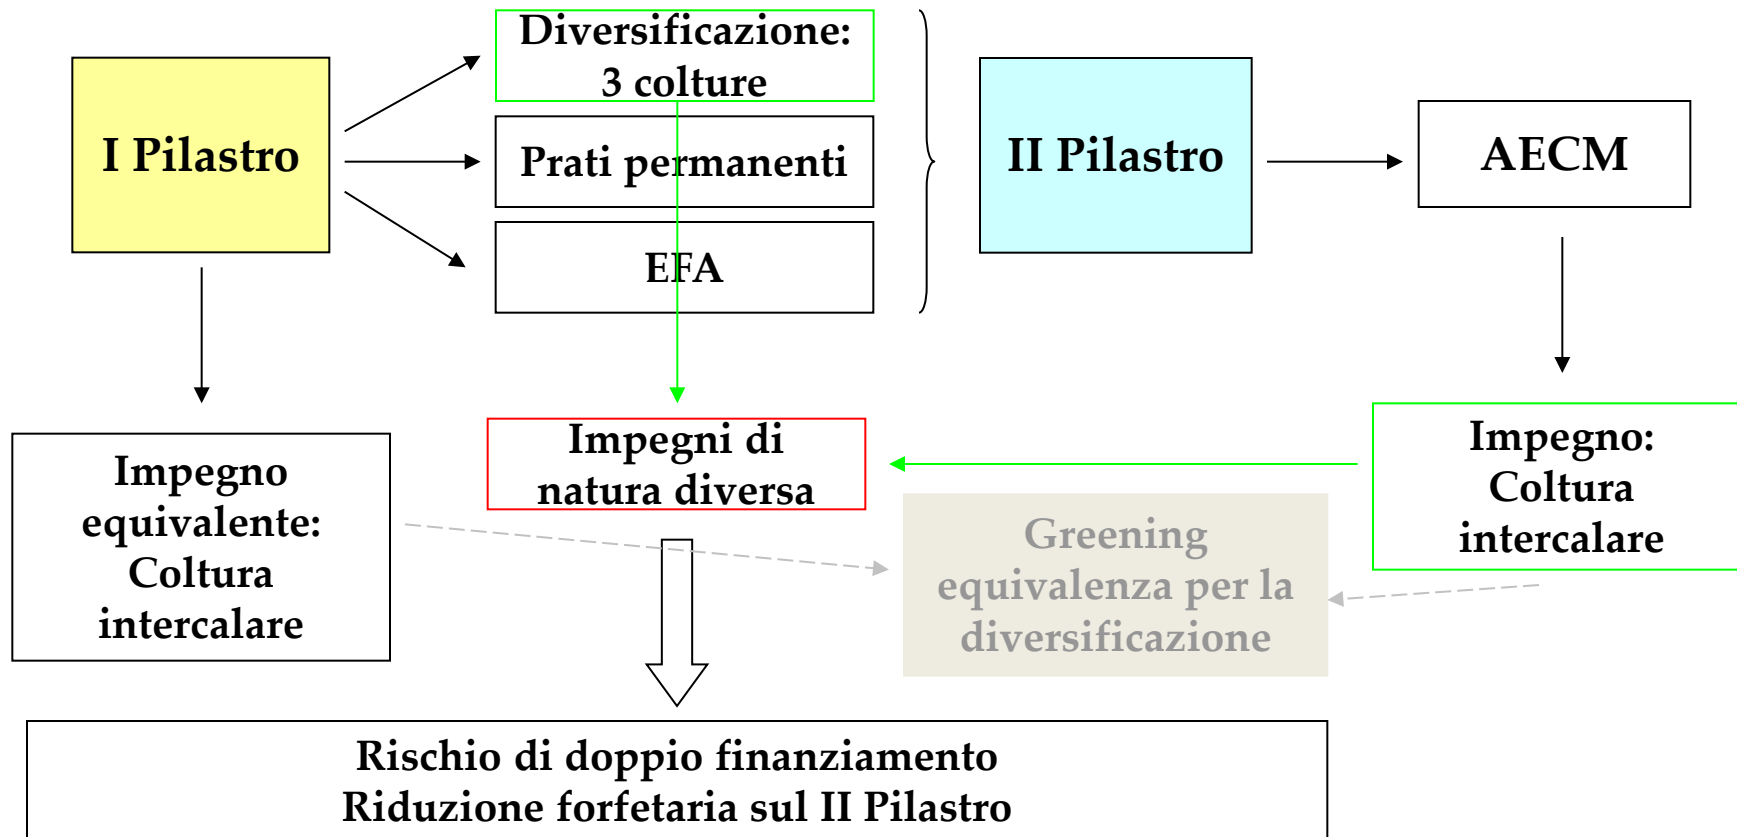 Diversificazione:
3 colture
I Pilastro
Prati permanenti
EFA
II Pilastro
AECM
Impegno
equivalente:
Coltura
intercalare
Impegni di
natura diversa
Greening
equivalenza per la
diversificazione
Impegno:
Coltura
intercalare
Rischio di doppio finanziamento
Riduzione forfetaria sul II Pilastro